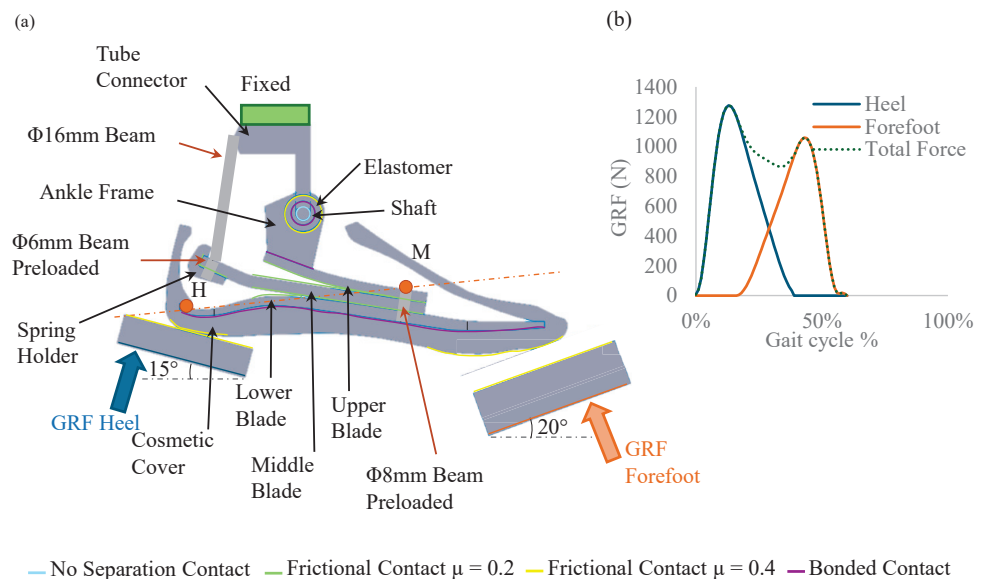 (a)
Tube
Connector
Fixed
Φ16mm Beam
Elastomer
Ankle Frame
Shaft
Φ6mm Beam
Preloaded
M
H
Spring
Holder
15°
Lower
Blade
Upper
Blade
20°
GRF Heel
Cosmetic
Cover
Middle
Blade
Φ8mm Beam
Preloaded
GRF
Forefoot
(b)
1400
1200
1000
800
600
400
200
0
GRF (N)
Heel
Forefoot
Total Force
0%
50%
100%
Gait cycle %
No Separation Contact
Frictional Contact μ = 0.2
Frictional Contact μ = 0.4
Bonded Contact